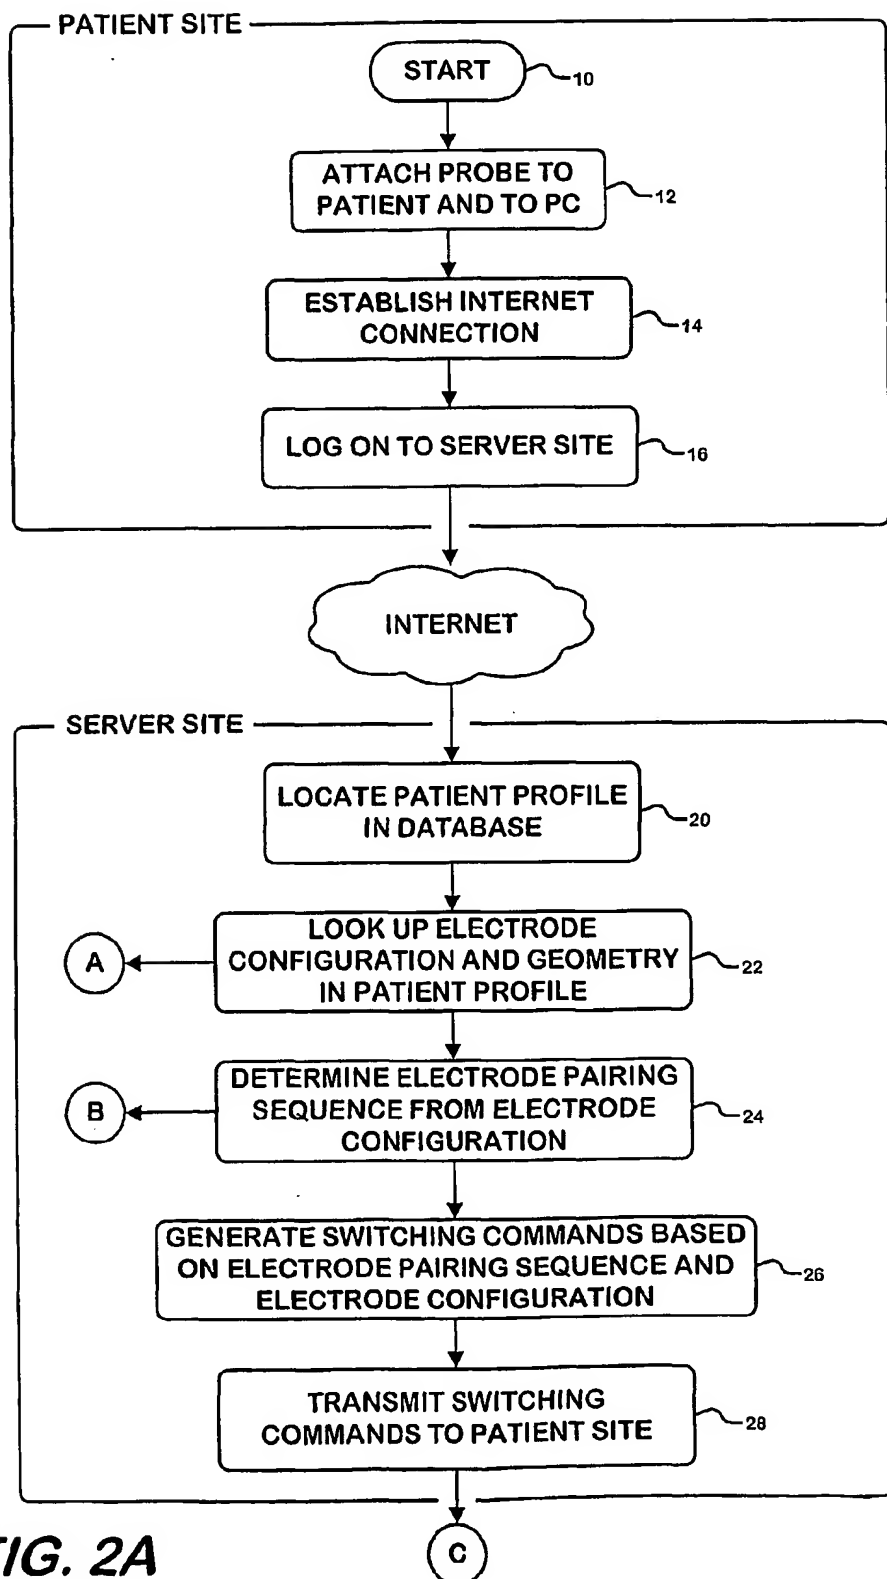 PATIENT SITE
START
10
ATTACH PROBE TO
PATIENT AND TO PC
12
ESTABLISH INTERNET
CONNECTION
14
LOG ON TO SERVER SITE
16
INTERNET
SERVER SITE
LOCATE PATIENT PROFILE
IN DATABASE
20
LOOK UP ELECTRODE
CONFIGURATION AND GEOMETRY
IN PATIENT PROFILE
22
A
DETERMINE ELECTRODE PAIRING
SEQUENCE FROM ELECTRODE
CONFIGURATION
24
B
GENERATE SWITCHING COMMANDS BASED
ON ELECTRODE PAIRING SEQUENCE AND
ELECTRODE CONFIGURATION
26
TRANSMIT SWITCHING
COMMANDS TO PATIENT SITE
28
C
FIG. 2A